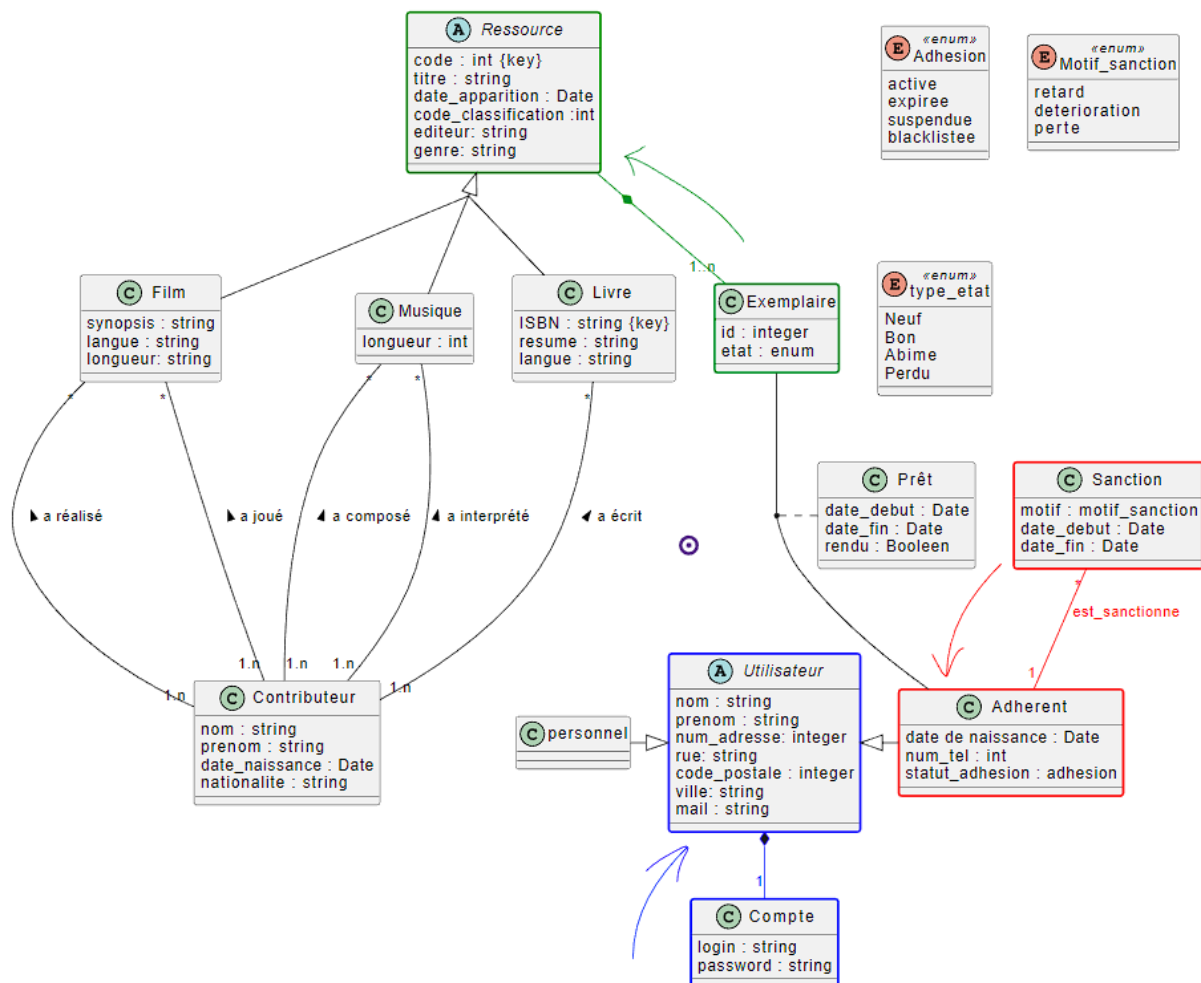 A Ressource
code : int {key}
titre : string
date_apparition : Date
code_classification :int
editeur: string
genre: string
«enum»
E Adhesion
active
expiree
suspendue
blacklistee
«enum»
E Motif_sanction
retard
deterioration
perte
1..n
C Film
synopsis : string
langue : string
longueur: string
C Musique
longueur : int
C Livre
ISBN : string {key}
resume : string
langue : string
C Exemplaire
id : integer
etat : enum
«enum»
E type_etat
Neuf
Bon
Abime
Perdu
*
*
*
*
*
a réalisé
a joué
a composé
a interprété
a écrit
C Prêt
date_debut : Date
date_fin : Date
rendu : Booleen
C Sanction
motif : motif_sanction
date_debut : Date
date_fin : Date
*
est_sanctionne
1
1.n
1.n
1.n
1.n
1.n
C Contributeur
nom : string
prenom : string
date_naissance : Date
nationalite : string
C personnel
A Utilisateur
nom : string
prenom : string
num_adresse: integer
rue: string
code_postale : integer
ville: string
mail : string
C Adherent
date de naissance : Date
num_tel : int
statut_adhesion : adhesion
1
C Compte
login : string
password : string